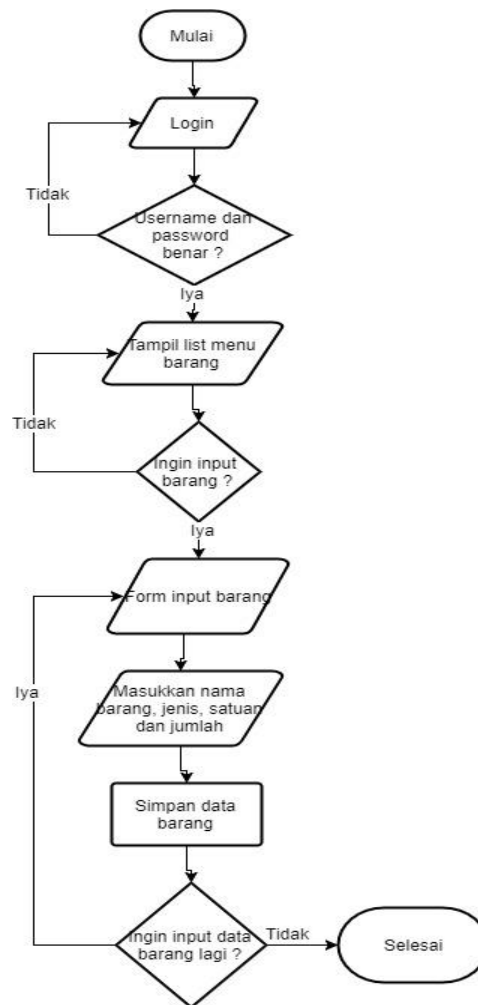 Mulai
Login
Tidak
Username dan
password
benar ?
Iya
Tampil list menu
barang
Tidak
Ingin input
barang ?
Iya
Form input barang
Iya
Masukkan nama
barang, jenis, satuan
dan jumlah
Simpan data
barang
Ingin input data
barang lagi ?
Tidak
Selesai